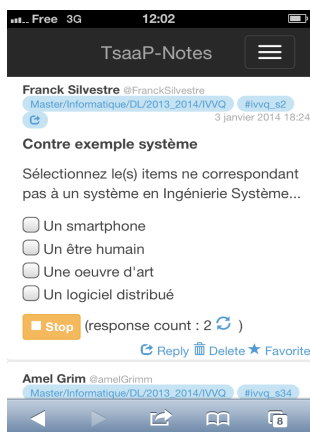 Free 3G 12:02
TsaaP-Notes
Franck Silvestre @FranckSilvestre
Master/Informatique/DL/2013_2014/IVVQ #ivvq_s2
3 janvier 2014 18:24
Contre exemple système
Sélectionnez le(s) items ne correspondant
pas à un système en Ingénierie Système...
Un smartphone
Un être humain
Une oeuvre d'art
Un logiciel distribué
Stop (response count : 2 )
Reply Delete Favorite
Amel Grim @amelGrimm
Master/Informatique/DL/2013_2014/IVVQ #ivvq_s34
8